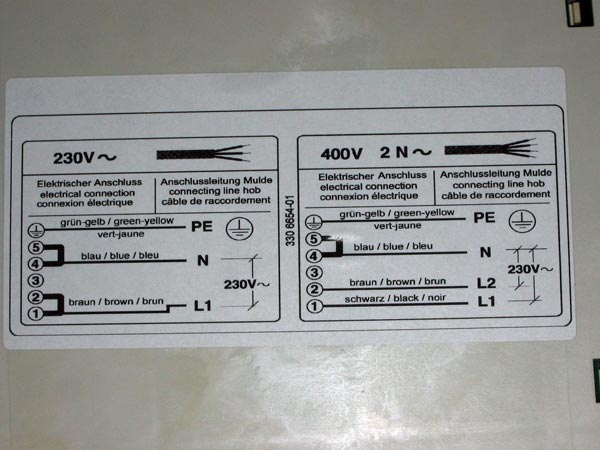 230V ~
Elektrischer Anschluss
electrical connection
connexion électrique
Anschlussleitung Mulde
connecting line hob
câble de raccordement
grün-gelb / green-yellow
vert-jaune
PE
5
4
blau / blue / bleu
N
3
230V~
2
1
braun / brown / brun
L1
330 6654-01
400V 2 N ~
Elektrischer Anschluss
electrical connection
connexion électrique
Anschlussleitung Mulde
connecting line hob
câble de raccordement
grün-gelb / green-yellow
vert-jaune
PE
5
4
blau / blue / bleu
N
3
230V~
2
braun / brown / brun
L2
1
schwarz / black / noir
L1